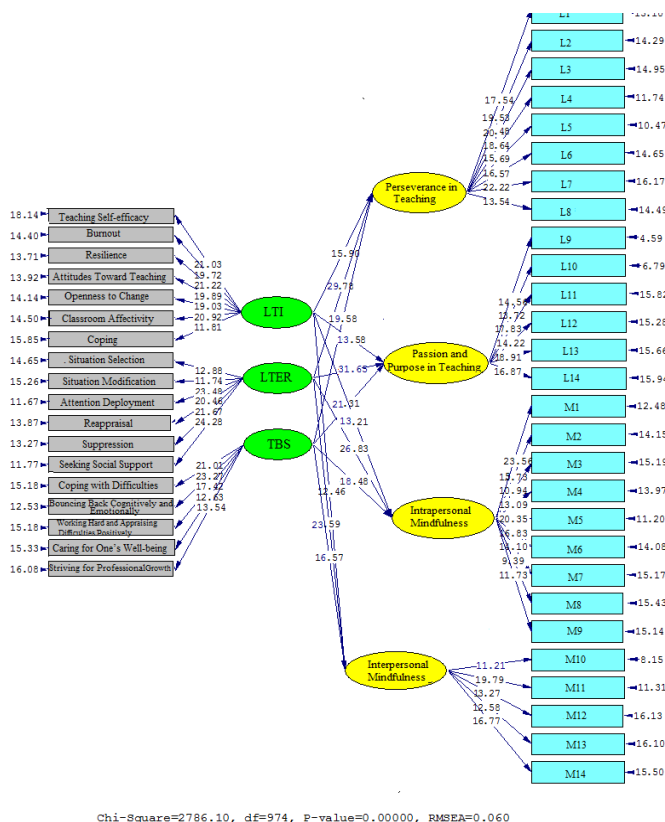 L1
13.10
L2
14.29
L3
14.95
L4
11.74
L5
10.47
L6
14.65
L7
16.17
L8
14.49
L9
4.59
L10
6.79
L11
15.82
L12
15.28
L13
15.66
L14
15.94
M1
12.48
M2
14.15
M3
15.19
M4
13.97
M5
11.20
M6
14.08
M7
15.17
M8
15.43
M9
15.14
M10
8.15
M11
11.31
M12
16.13
M13
16.10
M14
15.50
17.54
19.53
20.48
18.64
15.69
16.57
22.22
13.54
Perseverance in
Teaching
14.54
13.72
17.83
14.22
18.91
16.87
Passion and
Purpose in Teaching
23.56
15.73
10.94
13.09
20.35
16.83
14.10
9.39
11.73
Intrapersonal
Mindfulness
11.21
19.79
13.27
12.58
16.77
Interpersonal
Mindfulness
15.90
29.78
19.58
13.58
31.65
21.31
13.21
26.83
18.48
12.46
23.59
16.57
LTI
LTER
TBS
18.14 Teaching Self-efficacy
14.40 Burnout
13.71 Resilience
13.92 Attitudes Toward Teaching
14.14 Openness to Change
14.50 Classroom Affectivity
15.85 Coping
14.65 . Situation Selection
15.26 Situation Modification
11.67 Attention Deployment
13.87 Reappraisal
13.27 Suppression
11.77 Seeking Social Support
15.18 Coping with Difficulties
12.53 Bouncing Back Cognitively and
Emotionally
15.18 Working Hard and Appraising
Difficulties Positively
15.33 Caring for One's Well-being
16.08 Striving for ProfessionalGrowth
21.03
19.72
21.22
19.89
19.03
20.92
11.81
12.88
11.74
23.48
20.46
21.67
24.28
21.01
23.27
17.42
12.63
13.54
Chi-Square=2786.10, df=974, P-value=0.00000, RMSEA=0.060